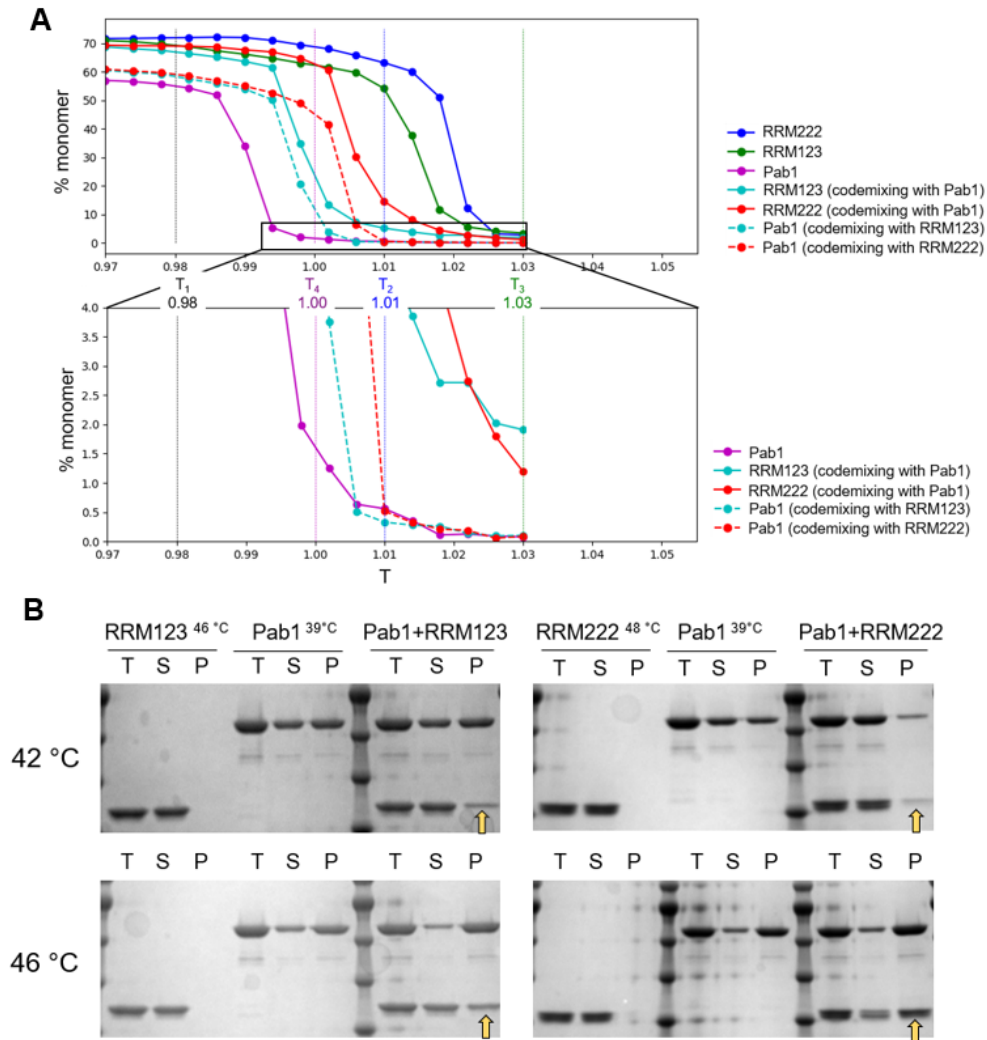 A
% monomer
70
60
50
40
30
20
10
0
RRM222
RRM123
Pab1
RRM123 (codemixing with Pab1)
RRM222 (codemixing with Pab1)
Pab1 (codemixing with RRM123)
Pab1 (codemixing with RRM222)
0.97 0.98 0.99 1.00 1.01 1.02 1.03 1.04 1.05
T1 T4 T2 T3
0.98 1.00 1.01 1.03
% monomer
4.0
3.5
3.0
2.5
2.0
1.5
1.0
0.5
0.0
Pab1
RRM123 (codemixing with Pab1)
RRM222 (codemixing with Pab1)
Pab1 (codemixing with RRM123)
Pab1 (codemixing with RRM222)
0.97 0.98 0.99 1.00 1.01 1.02 1.03 1.04 1.05
T
B
RRM123 46 °C Pab1 39°C Pab1+RRM123 RRM222 48 °C Pab1 39°C Pab1+RRM222
T S P T S P T S P T S P T S P T S P
42 °C
T S P T S P T S P T S P T S P T S P
46 °C